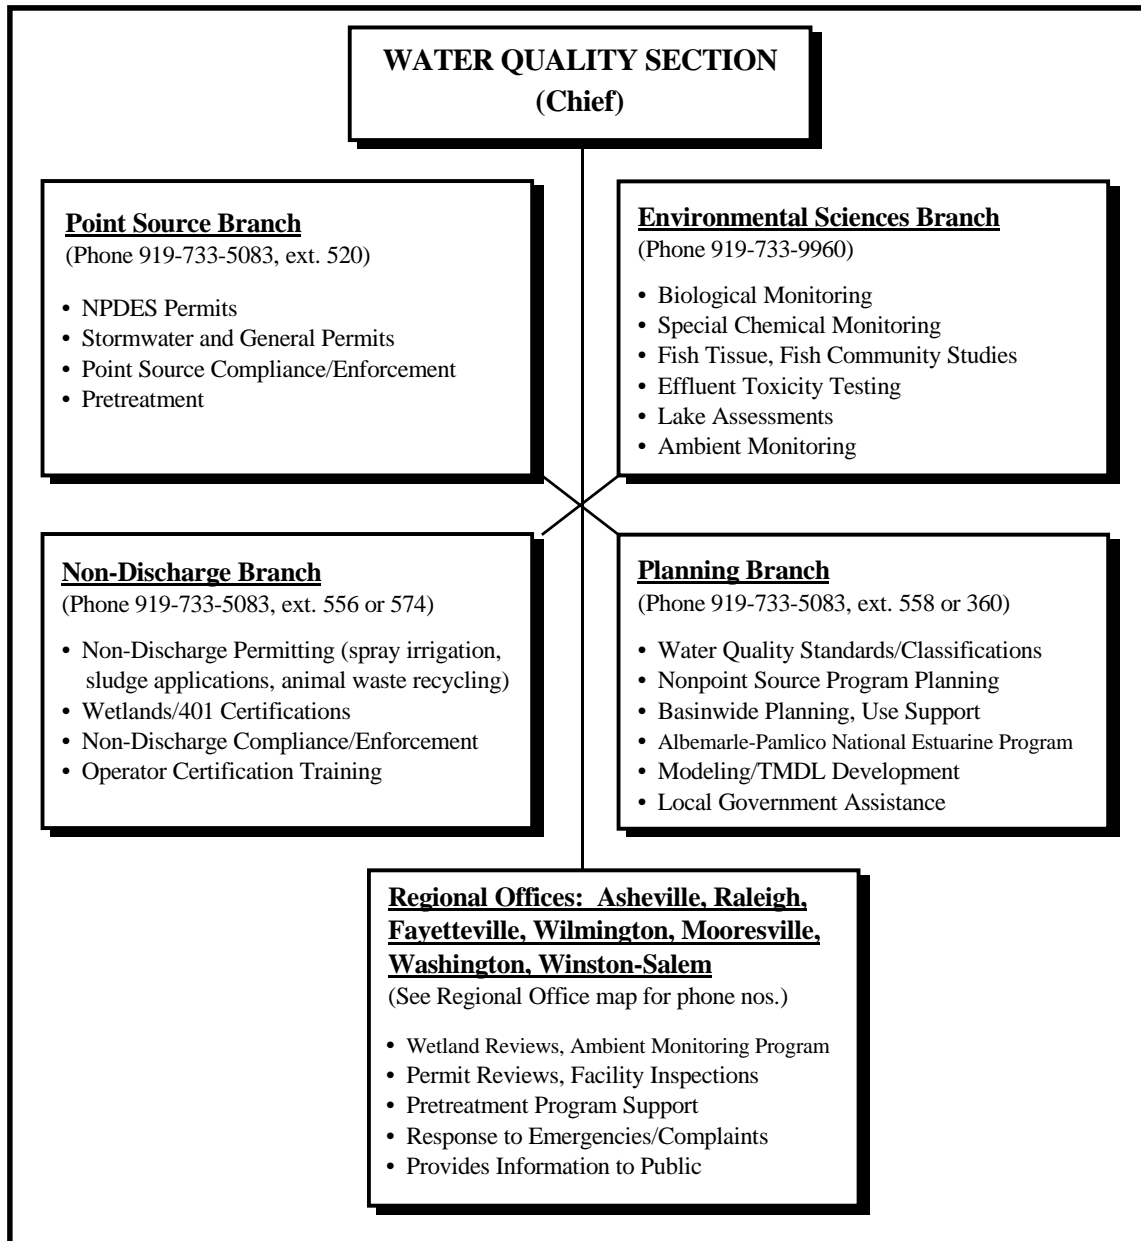 WATER QUALITY SECTION
(Chief)
Point Source Branch
(Phone 919-733-5083, ext. 520)
• NPDES Permits
• Stormwater and General Permits
• Point Source Compliance/Enforcement
• Pretreatment
Environmental Sciences Branch
(Phone 919-733-9960)
• Biological Monitoring
• Special Chemical Monitoring
• Fish Tissue, Fish Community Studies
• Effluent Toxicity Testing
• Lake Assessments
• Ambient Monitoring
Non-Discharge Branch
(Phone 919-733-5083, ext. 556 or 574)
• Non-Discharge Permitting (spray irrigation,
sludge applications, animal waste recycling)
• Wetlands/401 Certifications
• Non-Discharge Compliance/Enforcement
• Operator Certification Training
Planning Branch
(Phone 919-733-5083, ext. 558 or 360)
• Water Quality Standards/Classifications
• Nonpoint Source Program Planning
• Basinwide Planning, Use Support
• Albemarle-Pamlico National Estuarine Program
• Modeling/TMDL Development
• Local Government Assistance
Regional Offices:  Asheville, Raleigh,
Fayetteville, Wilmington, Mooresville,
Washington, Winston-Salem
(See Regional Office map for phone nos.)
• Wetland Reviews, Ambient Monitoring Program
• Permit Reviews, Facility Inspections
• Pretreatment Program Support
• Response to Emergencies/Complaints
• Provides Information to Public